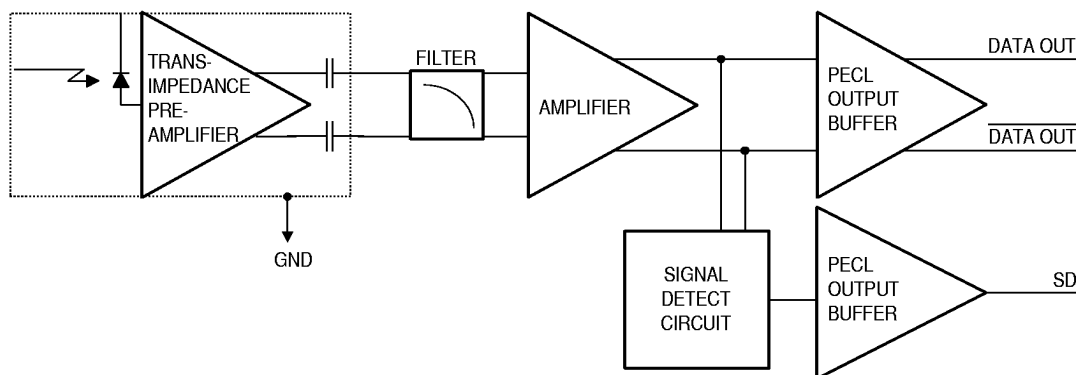 TRANS-
IMPEDANCE
PRE-
AMPLIFIER
FILTER
AMPLIFIER
PECL
OUTPUT
BUFFER
DATA OUT
DATA OUT
GND
SIGNAL
DETECT
CIRCUIT
PECL
OUTPUT
BUFFER
SD